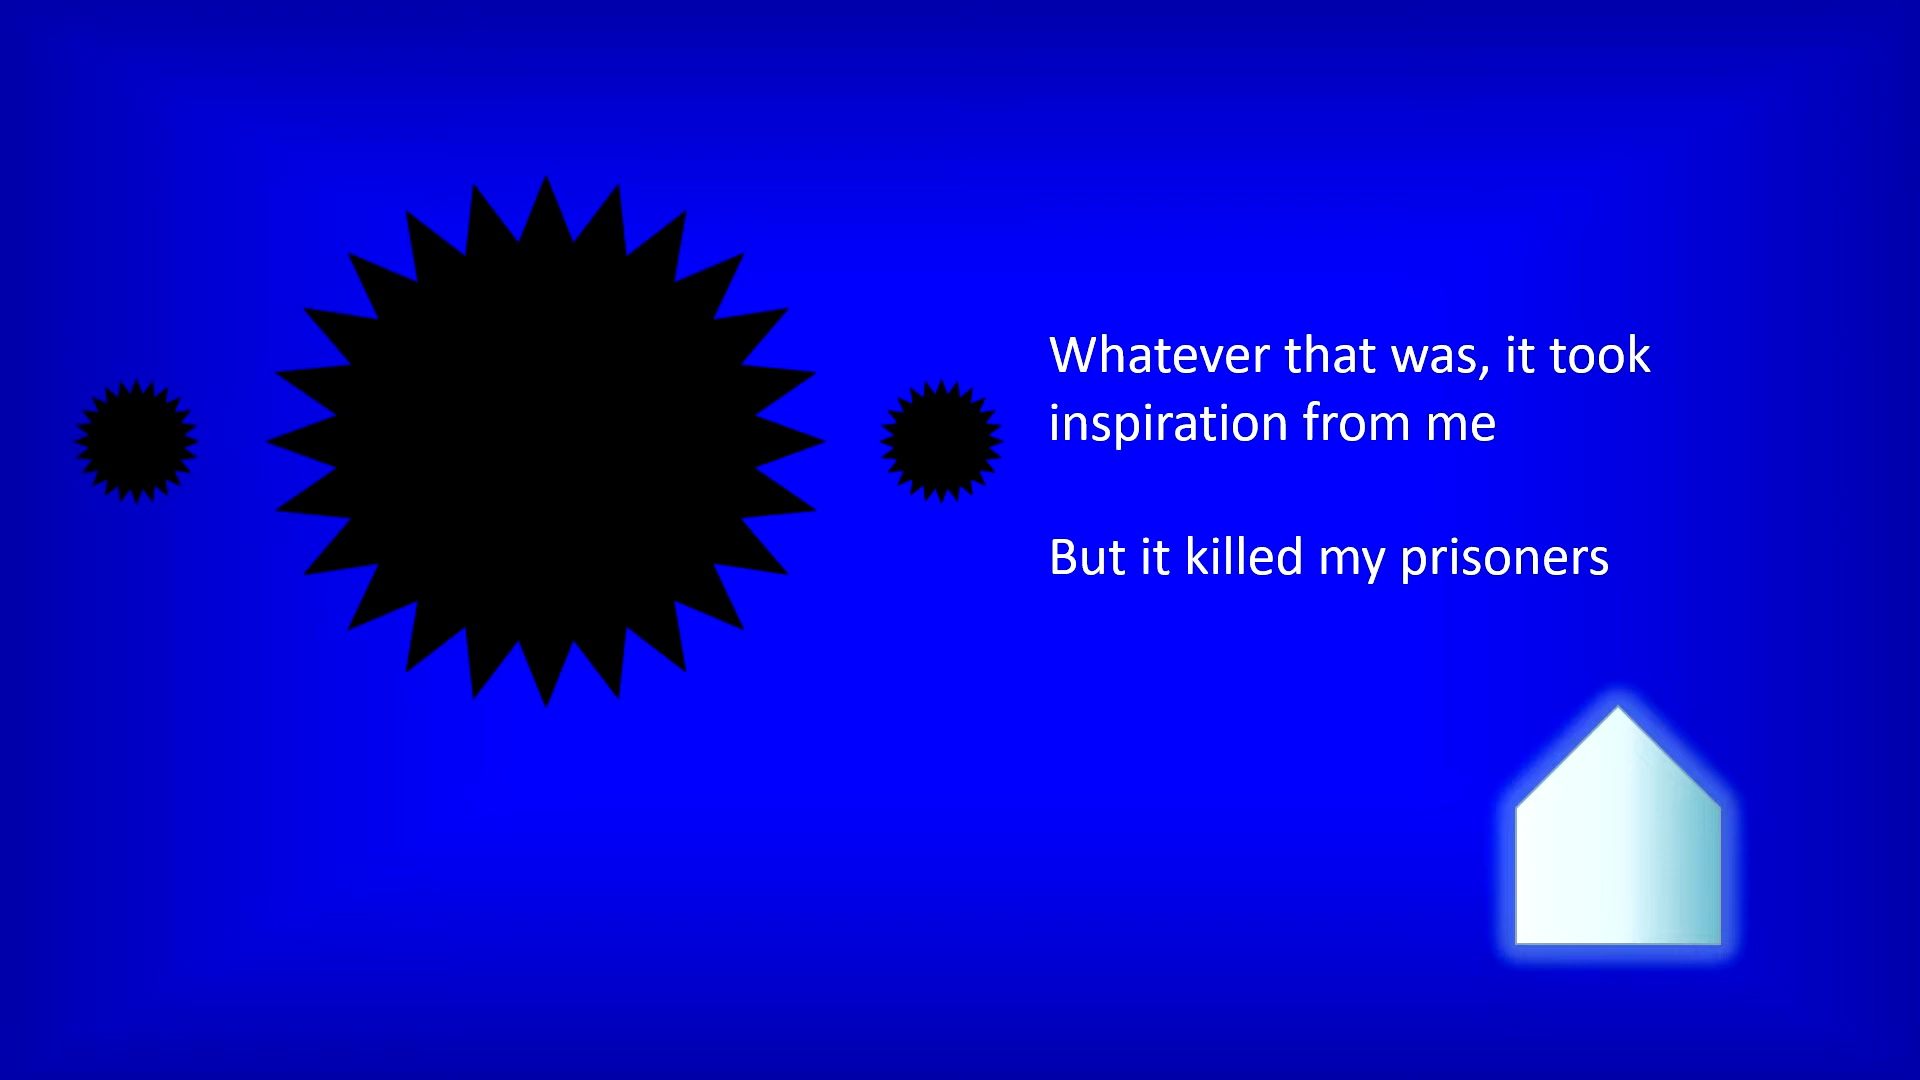 Whatever that was, it took
inspiration from me
But it killed my prisoners